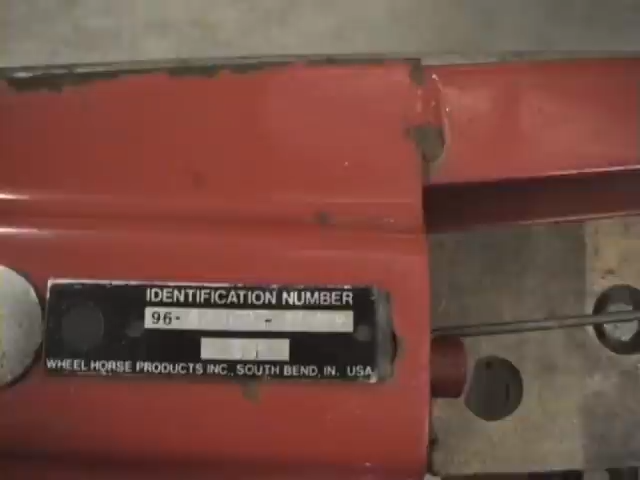 IDENTIFICATION NUMBER
96-        -
WHEEL HORSE PRODUCTS INC., SOUTH BEND, IN. USA